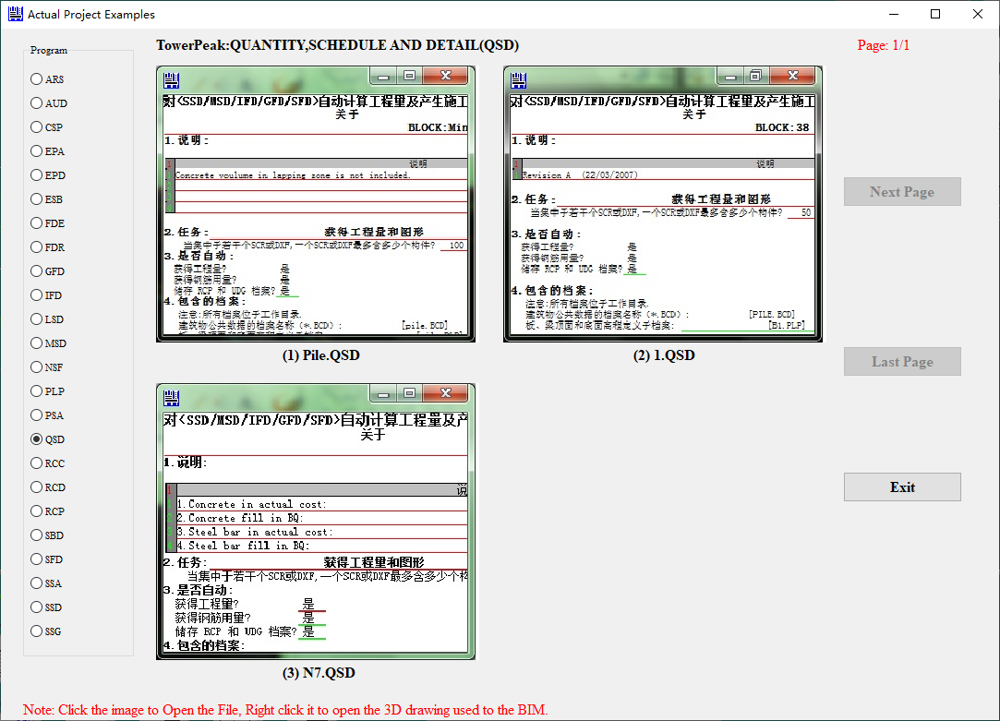 Actual Project Examples
Program
ARS
AUD
CSP
EPA
EPD
ESB
FDE
FDR
GFD
IFD
LSD
MSD
NSF
PLP
PSA
QSD
RCC
RCD
RCP
SBD
SFD
SSA
SSD
SSG
TowerPeak:QUANTITY,SCHEDULE AND DETAIL(QSD)
Page: 1/1
对<SSD/MSD/IFD/GFD/SFD>自动计算工程量及产生施工
关于
BLOCK:Min
1.说明:
1 说明
Concrete voulume in lapping zone is not included.
2.任务: 获得工程量和图形
当集中于若干个SCR或DXF,一个SCR或DXF最多含多少个构件? 100
3.是否自动:
获得工程量? 是
获得钢筋用量? 是
储存 RCP 和 UDG 档案? 是
4.包含的档案:
注意:所有档案位于工作目录.
建筑物公共数据的档案名称(*.BCD): [pile.BCD]
(1) Pile.QSD
对<SSD/MSD/IFD/GFD/SFD>自动计算工程量及产生施工
关于
BLOCK:38
1.说明:
1 说明
Revision A (22/03/2007)
2.任务: 获得工程量和图形
当集中于若干个SCR或DXF,一个SCR或DXF最多含多少个构件? 50
3.是否自动:
获得工程量? 是
获得钢筋用量? 是
储存 RCP 和 UDG 档案? 是
4.包含的档案:
注意:所有档案位于工作目录.
建筑物公共数据的档案名称(*.BCD): [PILE.BCD]
板、梁顶面和底面高程定义子档案: [B1.PLP]
(2) 1.QSD
对<SSD/MSD/IFD/GFD/SFD>自动计算工程量及产
关于
1.说明:
1 说
1.Concrete in actual cost:
2.Concrete fill in BQ:
3.Steel bar in actual cost:
4.Steel bar fill in BQ:
2.任务: 获得工程量和图形
当集中于若干个SCR或DXF,一个SCR或DXF最多含多少个构
3.是否自动:
获得工程量? 是
获得钢筋用量? 是
储存 RCP 和 UDG 档案? 是
4.包含的档案:
(3) N7.QSD
Next Page
Last Page
Exit
Note: Click the image to Open the File, Right click it to open the 3D drawing used to the BIM.